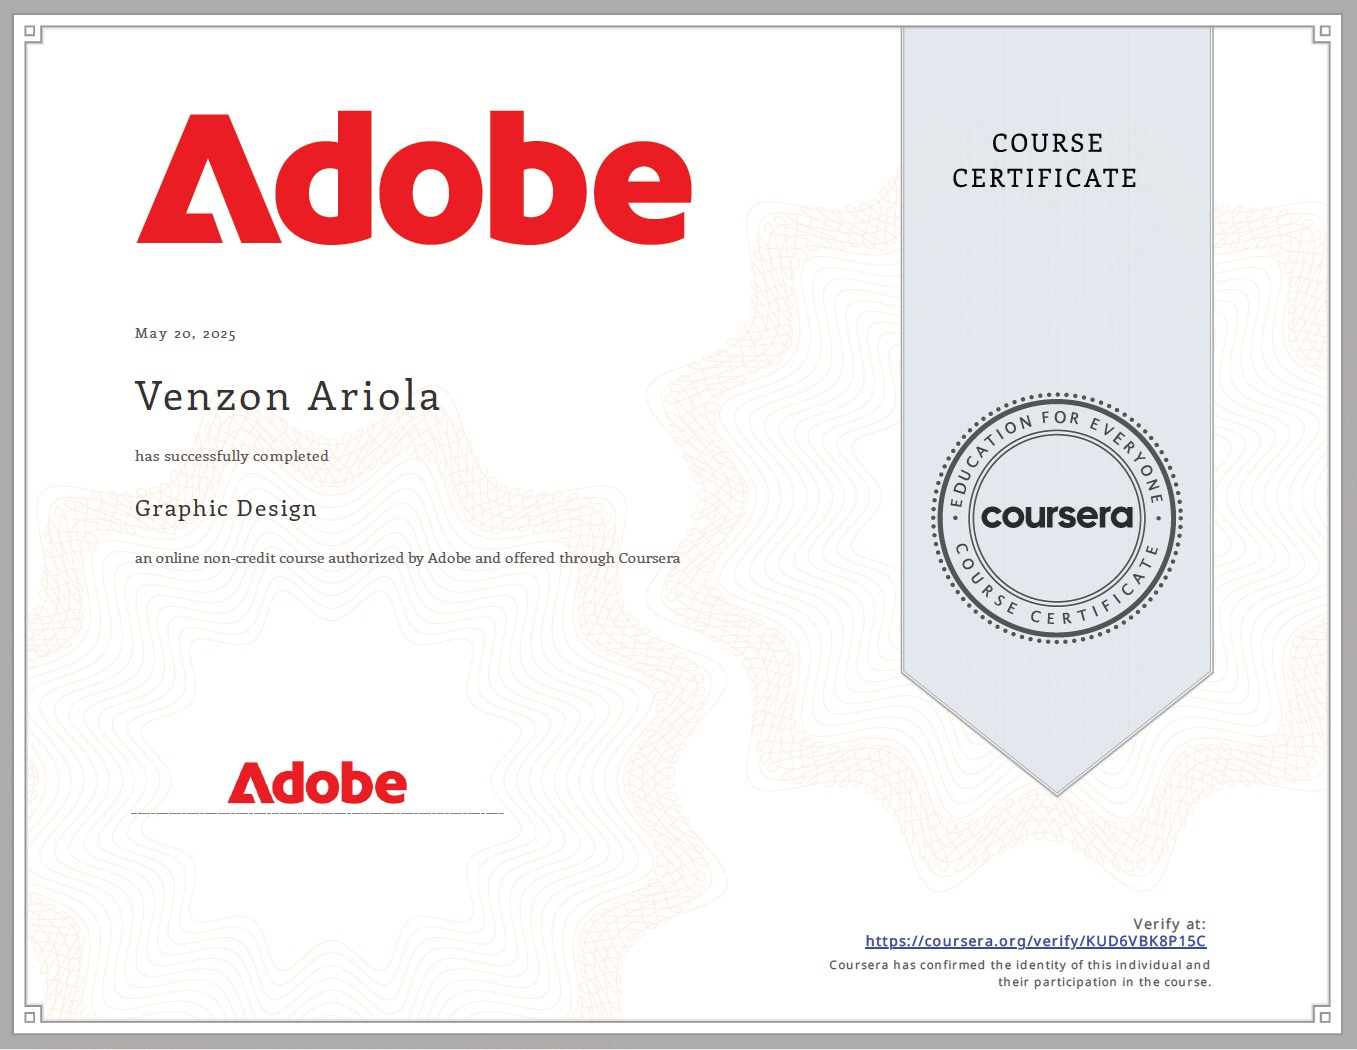 Adobe
COURSE
CERTIFICATE
May 20, 2025
Venzon Ariola
has successfully completed
Graphic Design
an online non-credit course authorized by Adobe and offered through Coursera
EDUCATION FOR EVERYONE
coursera
COURSE CERTIFICATE
Adobe
Verify at:
https://coursera.org/verify/KUD6VBK8P15C
Coursera has confirmed the identity of this individual and
their participation in the course.